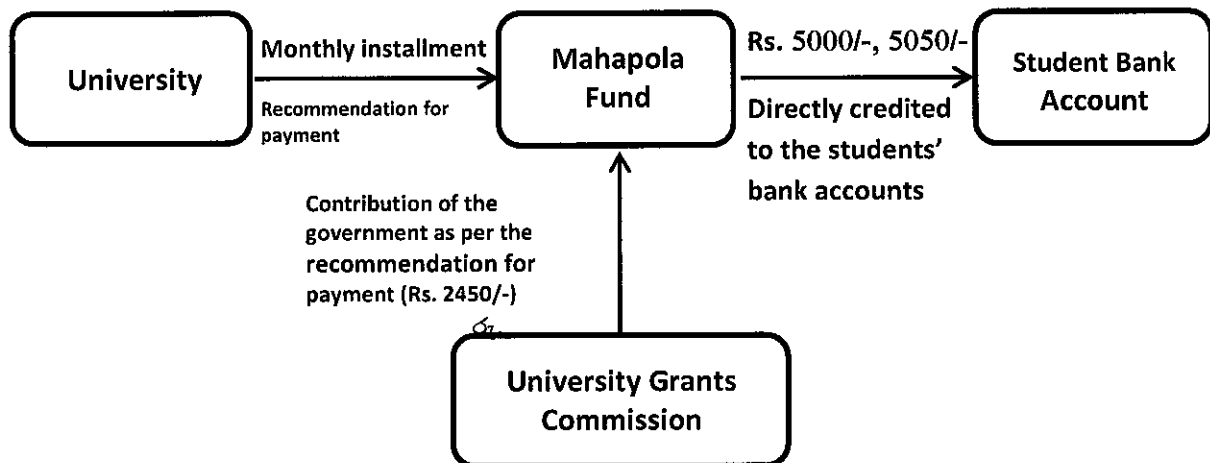 University
Monthly installment
Recommendation for
payment
Mahapola
Fund
Rs. 5000/-, 5050/-
Directly credited
to the students’
bank accounts
Student Bank
Account
Contribution of the
government as per the
recommendation for
payment (Rs. 2450/-)
University Grants
Commission